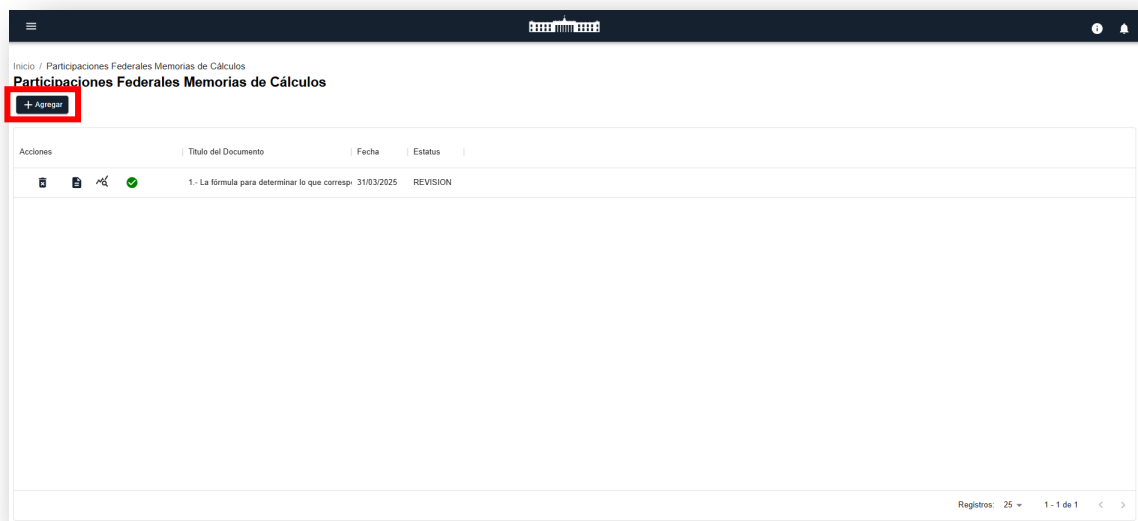 Inicio / Participaciones Federales Memorias de Cálculos
Participaciones Federales Memorias de Cálculos
+ Agregar
Acciones Titulo del Documento Fecha Estatus
1.- La fórmula para determinar lo que corresp 31/03/2025 REVISION
Registros: 25 1 - 1 de 1